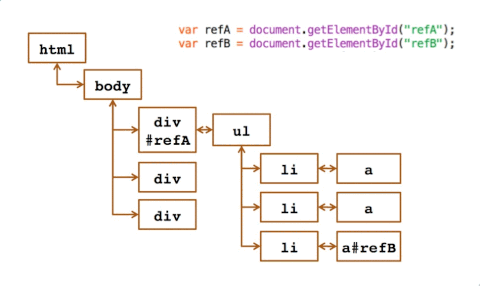 var refA = document.getElementById("refA");
var refB = document.getElementById("refB");
html
body
div
#refA
ul
div
div
li
a
li
a
li
a#refB